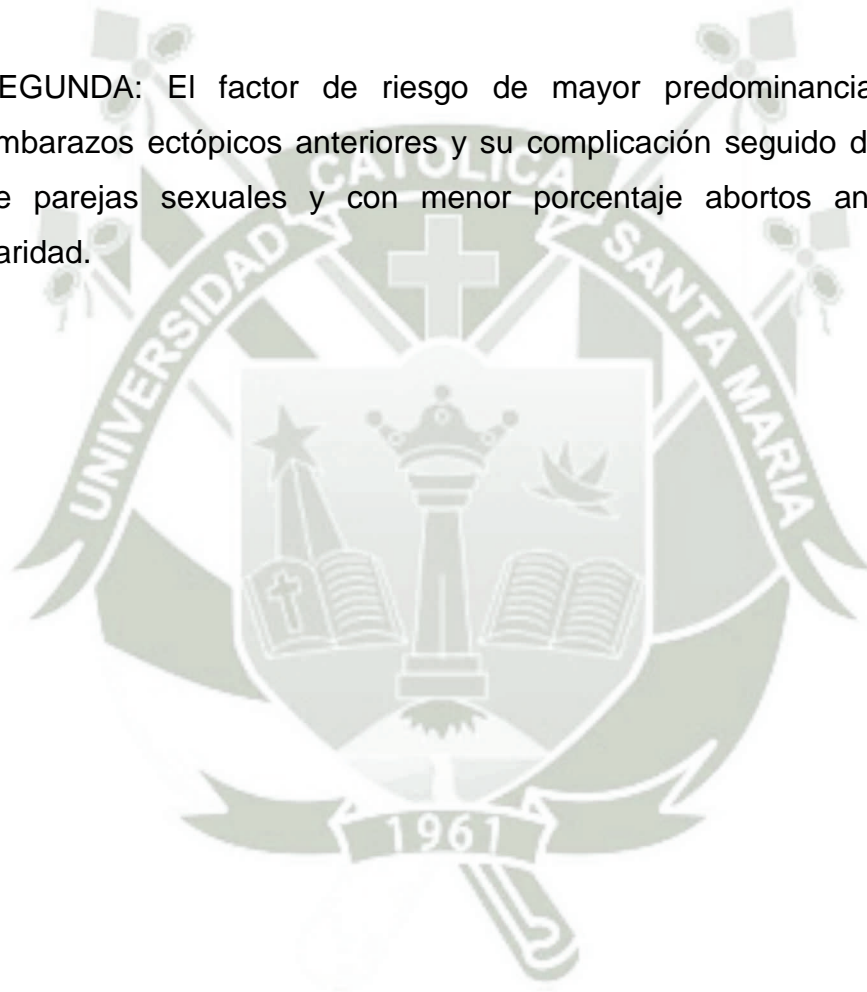 EGUNDA: El factor de riesgo de mayor predominancia
mbarazos ectópicos anteriores y su complicación seguido d
e parejas sexuales y con menor porcentaje abortos an
aridad.
UNIVERSIDAD CATOLICA SANTA MARIA
1961